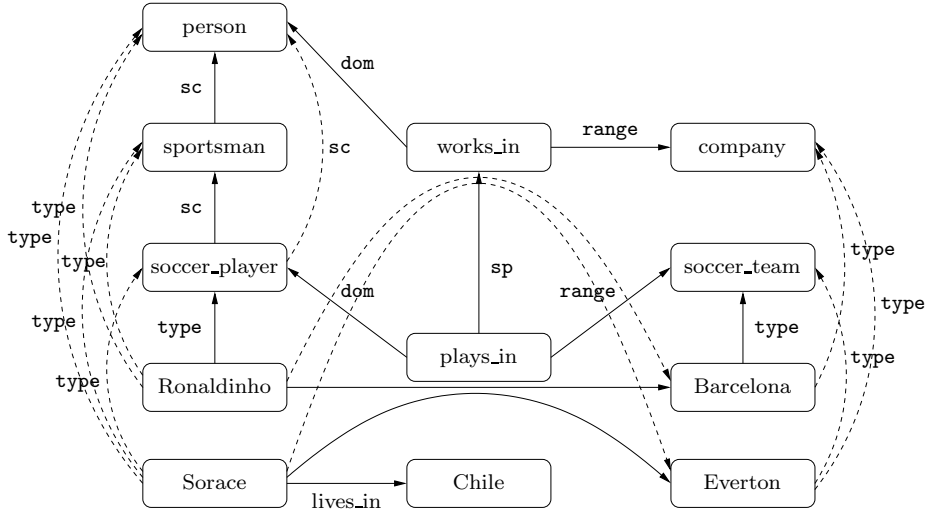 person
dom
sc
sportsman
sc
works_in
range
company
type
type
sc
type
type
soccer_player
sp
soccer_team
dom
range
type
type
type
type
plays_in
type
type
Ronaldinho
Barcelona
Sorace
Chile
Everton
lives_in